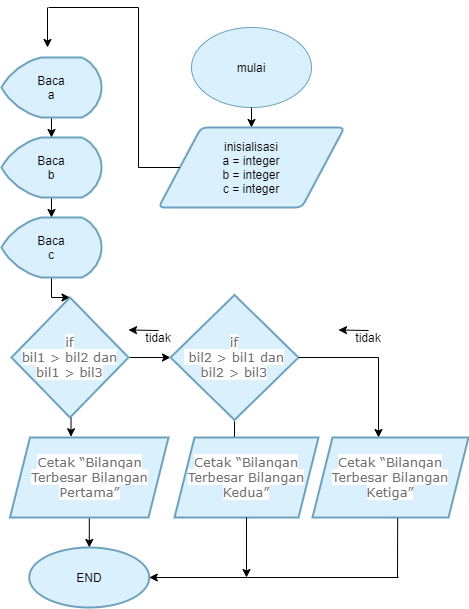 mulai
inisialisasi
a = integer
b = integer
c = integer
Baca
a
Baca
b
Baca
c
if
bil1 > bil2 dan
bil1 > bil3
tidak
if
bil2 > bil1 dan
bil2 > bil3
tidak
Cetak “Bilangan
Terbesar Bilangan
Pertama”
Cetak “Bilangan
Terbesar Bilangan
Kedua”
Cetak “Bilangan
Terbesar Bilangan
Ketiga”
END